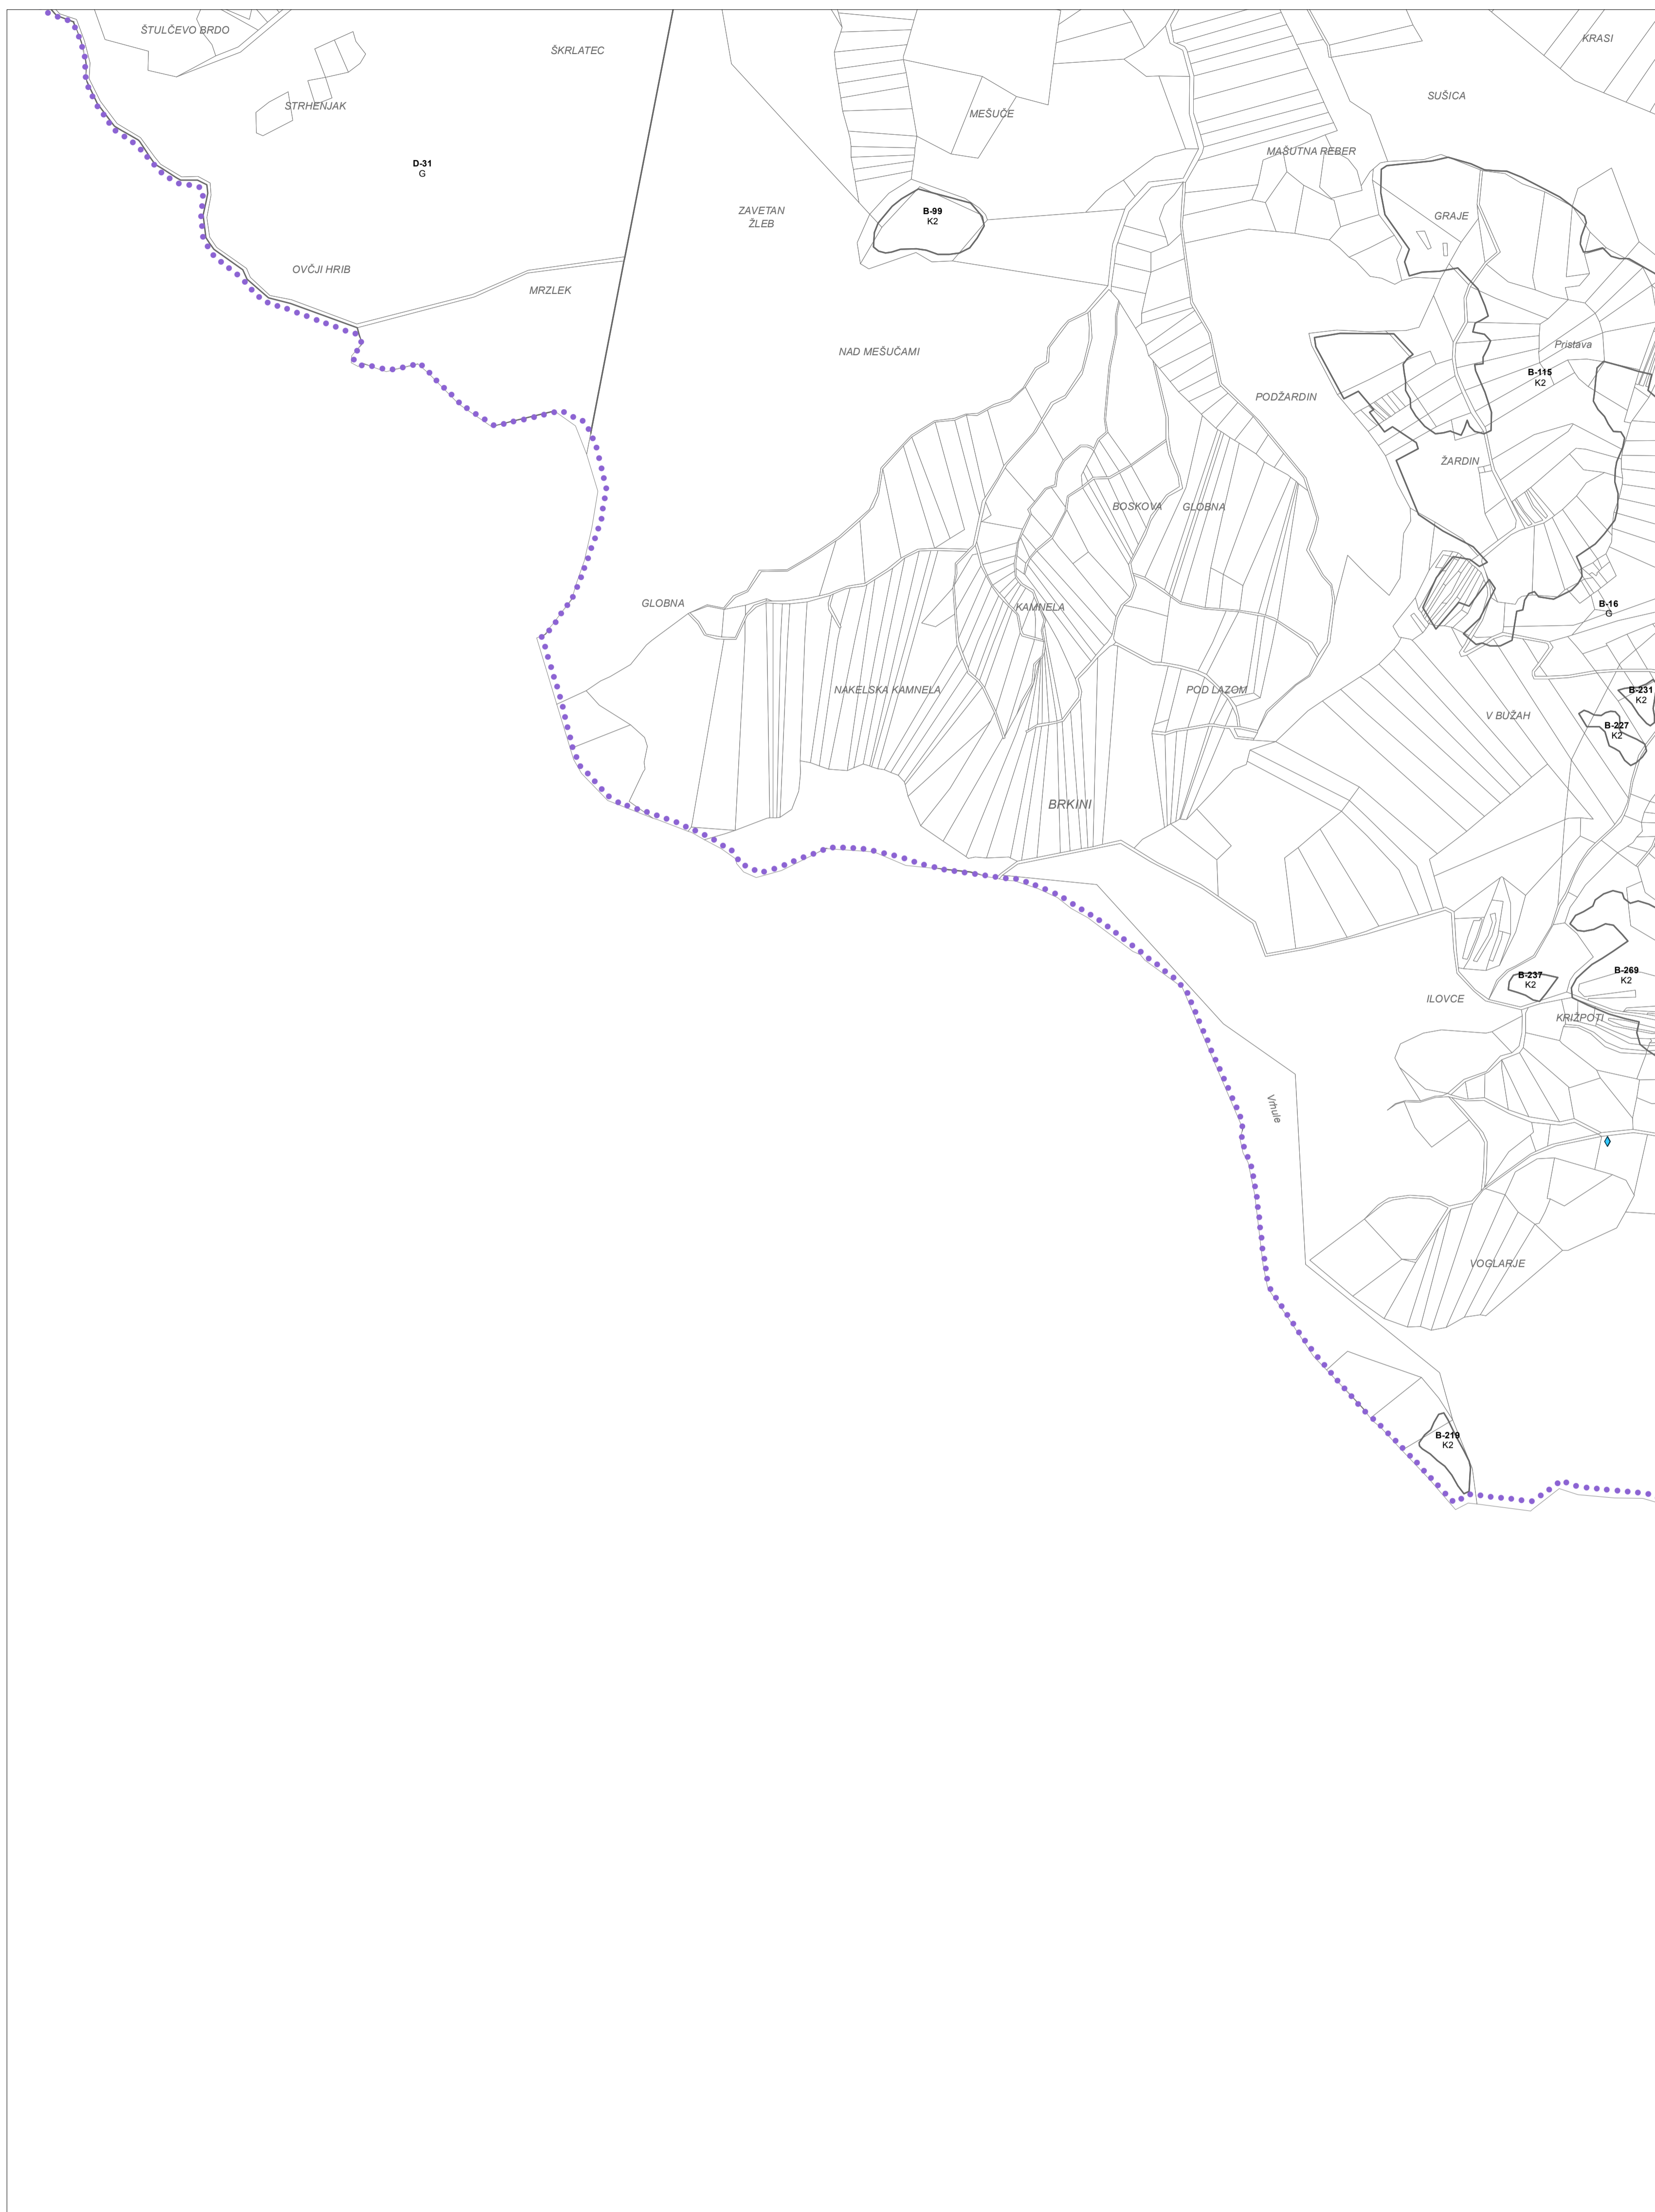 ŠTULČEVO BRDO
KRASI
ŠKRLATEC
SUŠICA
STRHENJAK
MEŠUČE
MAŠUTNA REBER
D-31
G
ZAVETAN
ŽLEB
B-99
K2
GRAJE
OVČJI HRIB
MRZLEK
Pristava
NAD MEŠUČAMI
B-115
K2
PODŽARDIN
ŽARDIN
BOSKOVA
GLOBNA
GLOBNA
KAMNELA
B-16
G
NAKELSKA KAMNELA
POD LAZOM
B-231
K2
V BUŽAH
B-227
K2
BRKINI
B-237
K2
B-269
K2
ILOVCE
KRIŽPOTI
Vrhule
VOGLARJE
B-219
K2